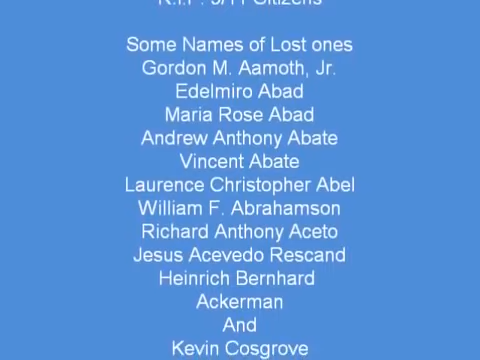 R.I.P. 9/11 Citizens
Some Names of Lost ones
Gordon M. Aamoth, Jr.
Edelmiro Abad
Maria Rose Abad
Andrew Anthony Abate
Vincent Abate
Laurence Christopher Abel
William F. Abrahamson
Richard Anthony Aceto
Jesus Acevedo Rescand
Heinrich Bernhard
Ackerman
And
Kevin Cosgrove